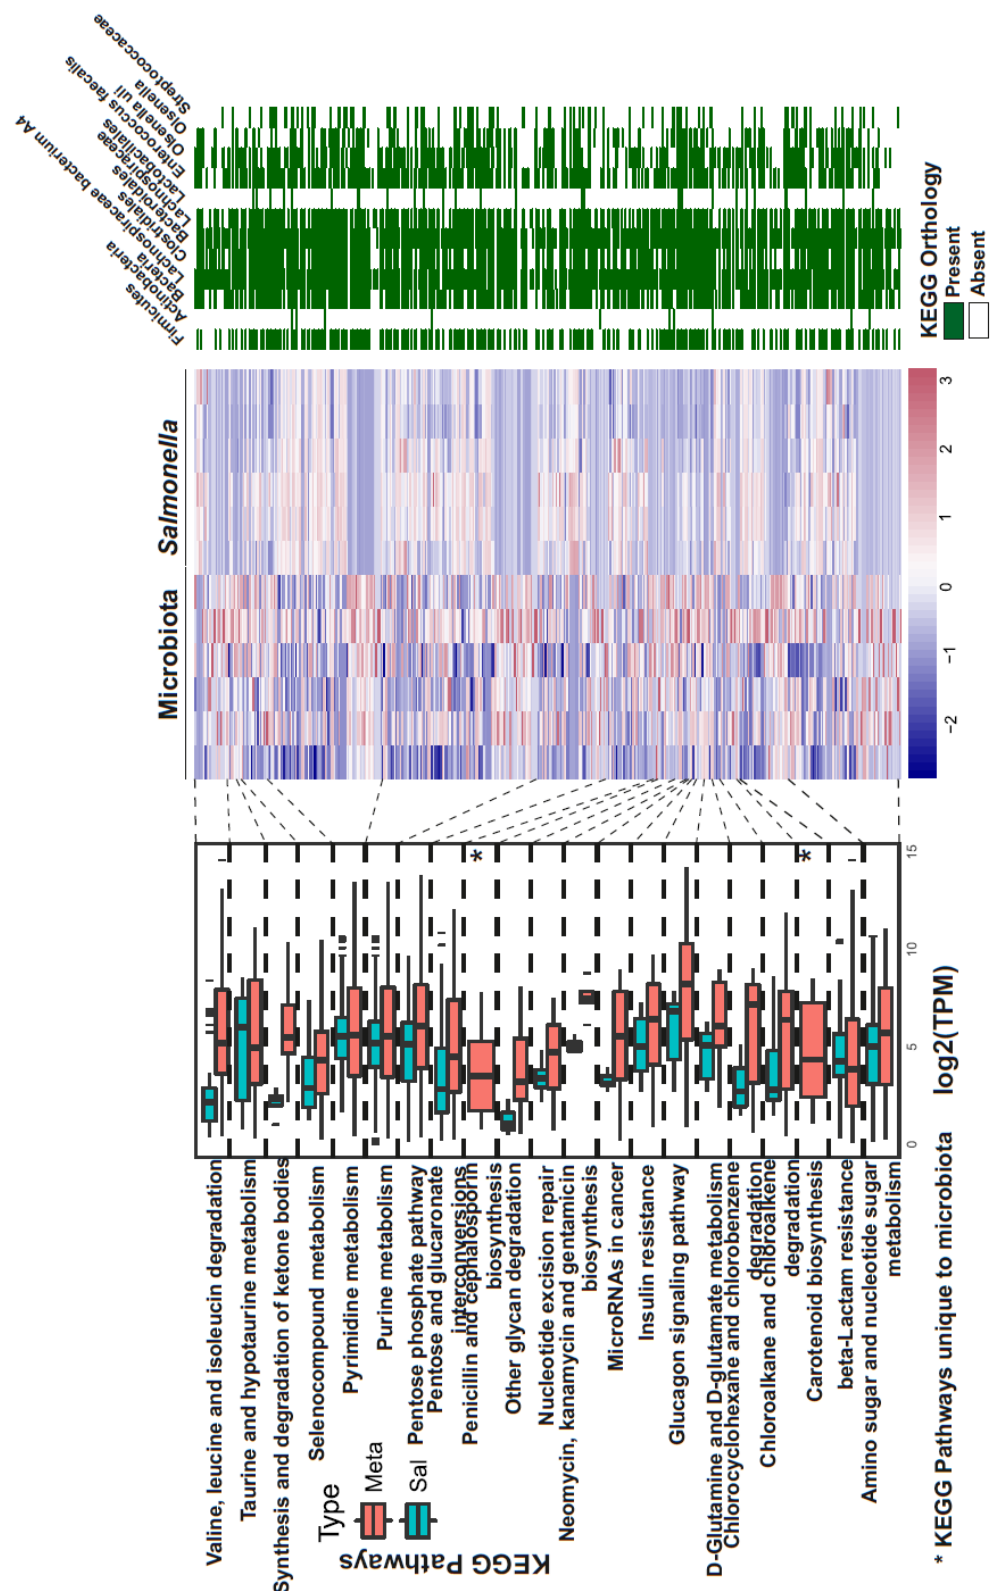 Firmicutes
Actinobacteria
Bacteria
Lachnospiraceae bacterium A4
Clostridiales
Bacteroidales
Lachnospiraceae
Lactobacillales
Enterococcus faecalis
Olsenella uli
Olsenella
Streptococcaceae
Microbiota
Salmonella
KEGG Orthology
Present
Absent
3
2
1
0
−1
−2
Valine, leucine and isoleucin degradation
Taurine and hypotaurine metabolism
Synthesis and degradation of ketone bodies
Selenocompound metabolism
Pyrimidine metabolism
Purine metabolism
Pentose phosphate pathway
Pentose and glucaronate
interconversions
Penicillin and cephalosporin
biosynthesis
Other glycan degradation
Nucleotide excision repair
Neomycin, kanamycin and gentamicin
biosynthesis
MicroRNAs in cancer
Insulin resistance
Glucagon signaling pathway
D-Glutamine and D-glutamate metabolism
Chlorocyclohexane and chlorobenzene
degradation
Chloroalkane and chloroalkene
degradation
Carotenoid biosynthesis
beta-Lactam resistance
Amino sugar and nucleotide sugar
metabolism
*
*
0
5
10
15
log2(TPM)
Type
Meta
Sal
KEGG Pathways
* KEGG Pathways unique to microbiota